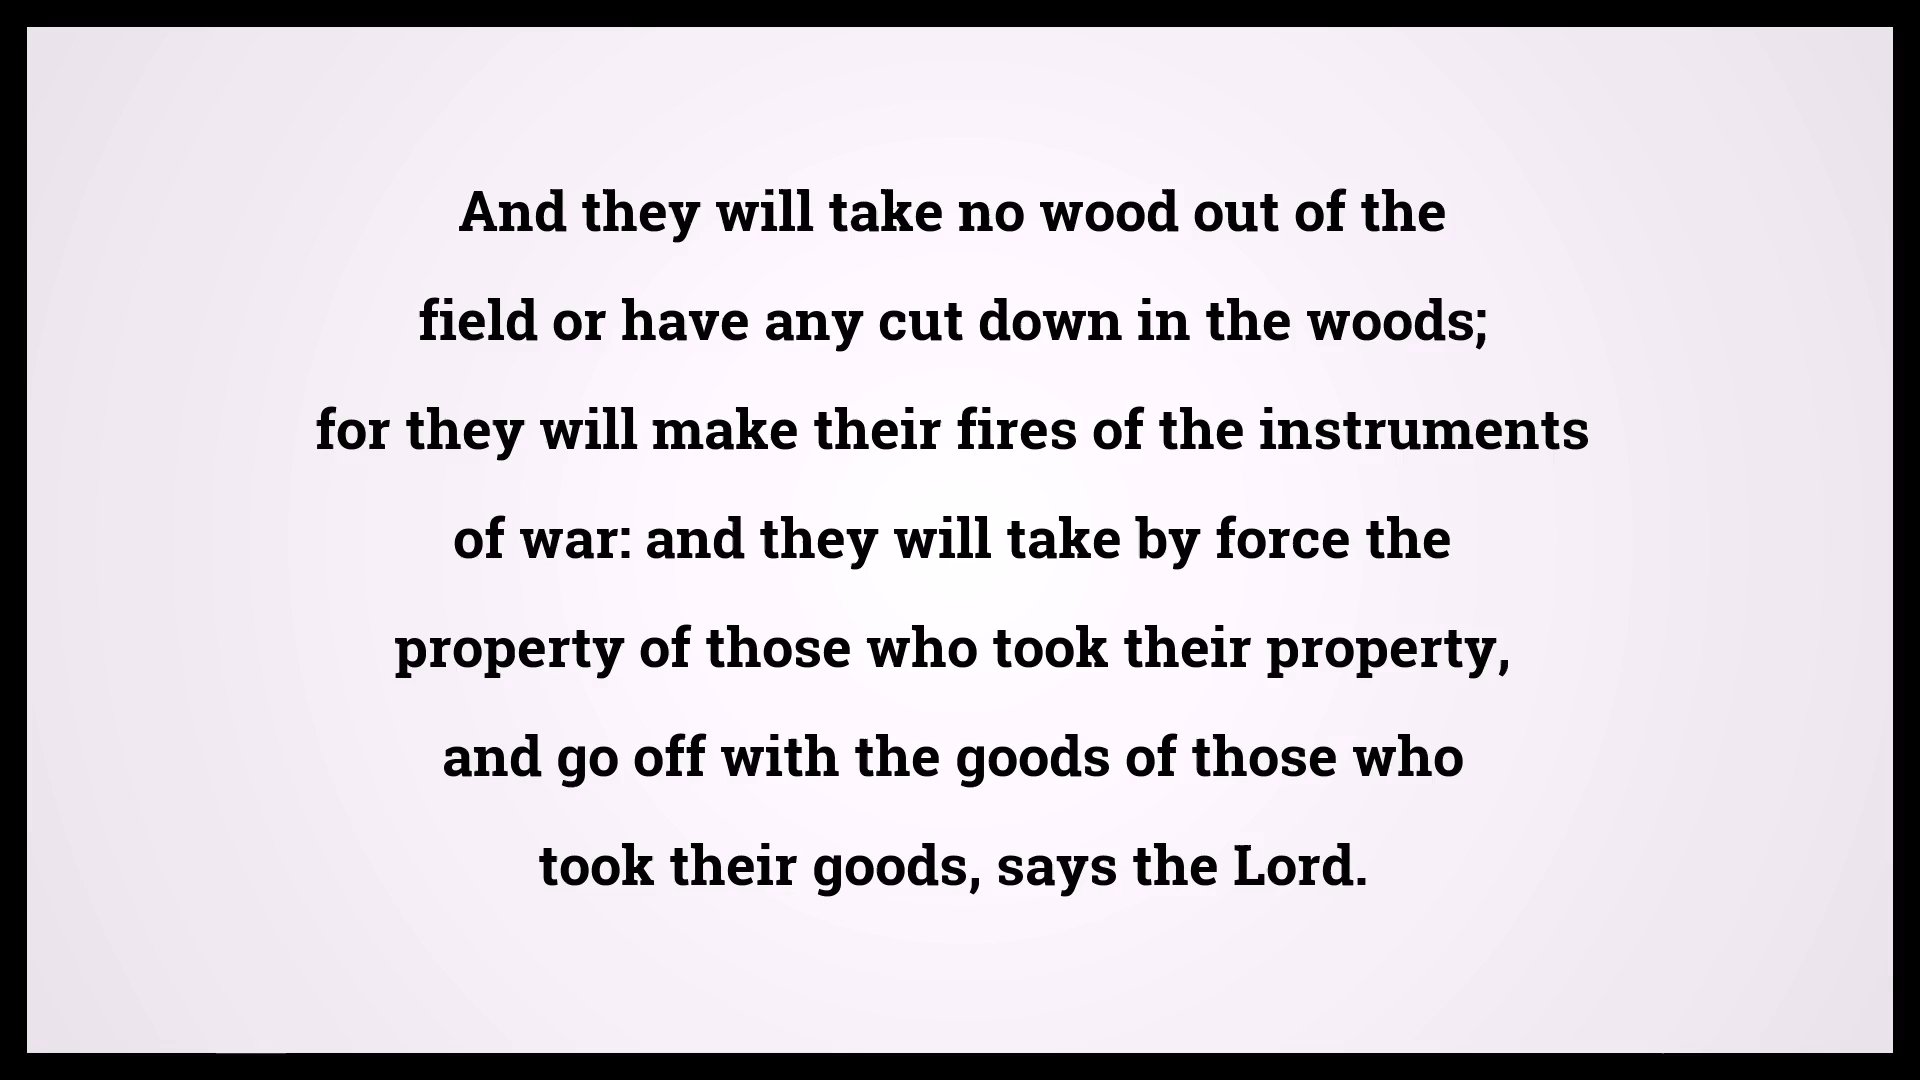 And they will take no wood out of the
field or have any cut down in the woods;
for they will make their fires of the instruments
of war: and they will take by force the
property of those who took their property,
and go off with the goods of those who
took their goods, says the Lord.